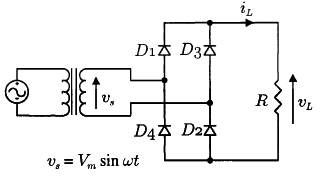 i_L
D1
D3
v_s
R
v_L
D4
D2
v_s = V_m sin ωt